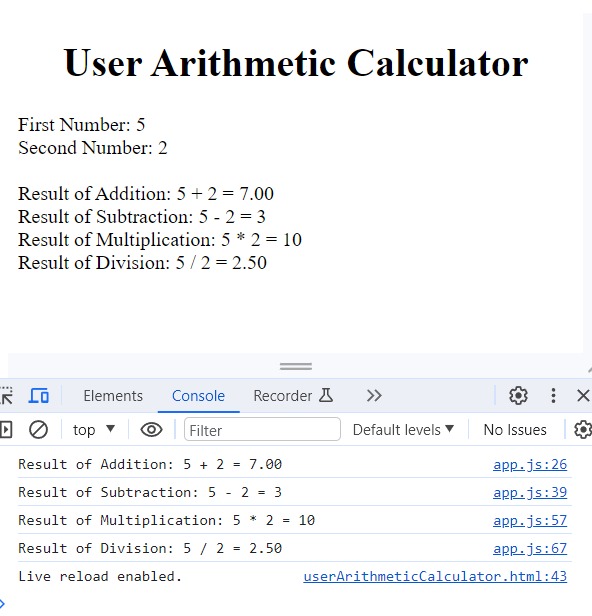 User Arithmetic Calculator
First Number: 5
Second Number: 2
Result of Addition: 5 + 2 = 7.00
Result of Subtraction: 5 - 2 = 3
Result of Multiplication: 5 * 2 = 10
Result of Division: 5 / 2 = 2.50
Elements Console Recorder
top Filter Default levels No Issues
Result of Addition: 5 + 2 = 7.00 app.js:26
Result of Subtraction: 5 - 2 = 3 app.js:39
Result of Multiplication: 5 * 2 = 10 app.js:57
Result of Division: 5 / 2 = 2.50 app.js:67
Live reload enabled. userArithmeticCalculator.html:43